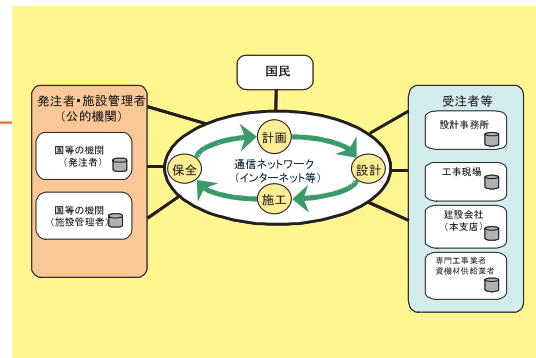 国民
発注者・施設管理者
（公的機関）
国等の機関
（発注者）
国等の機関
（施設管理者）
計画
保全
通信ネットワーク
（インターネット等）
設計
施工
受注者等
設計事務所
工事現場
建設会社
（本支店）
専門工事業者
資機材供給業者